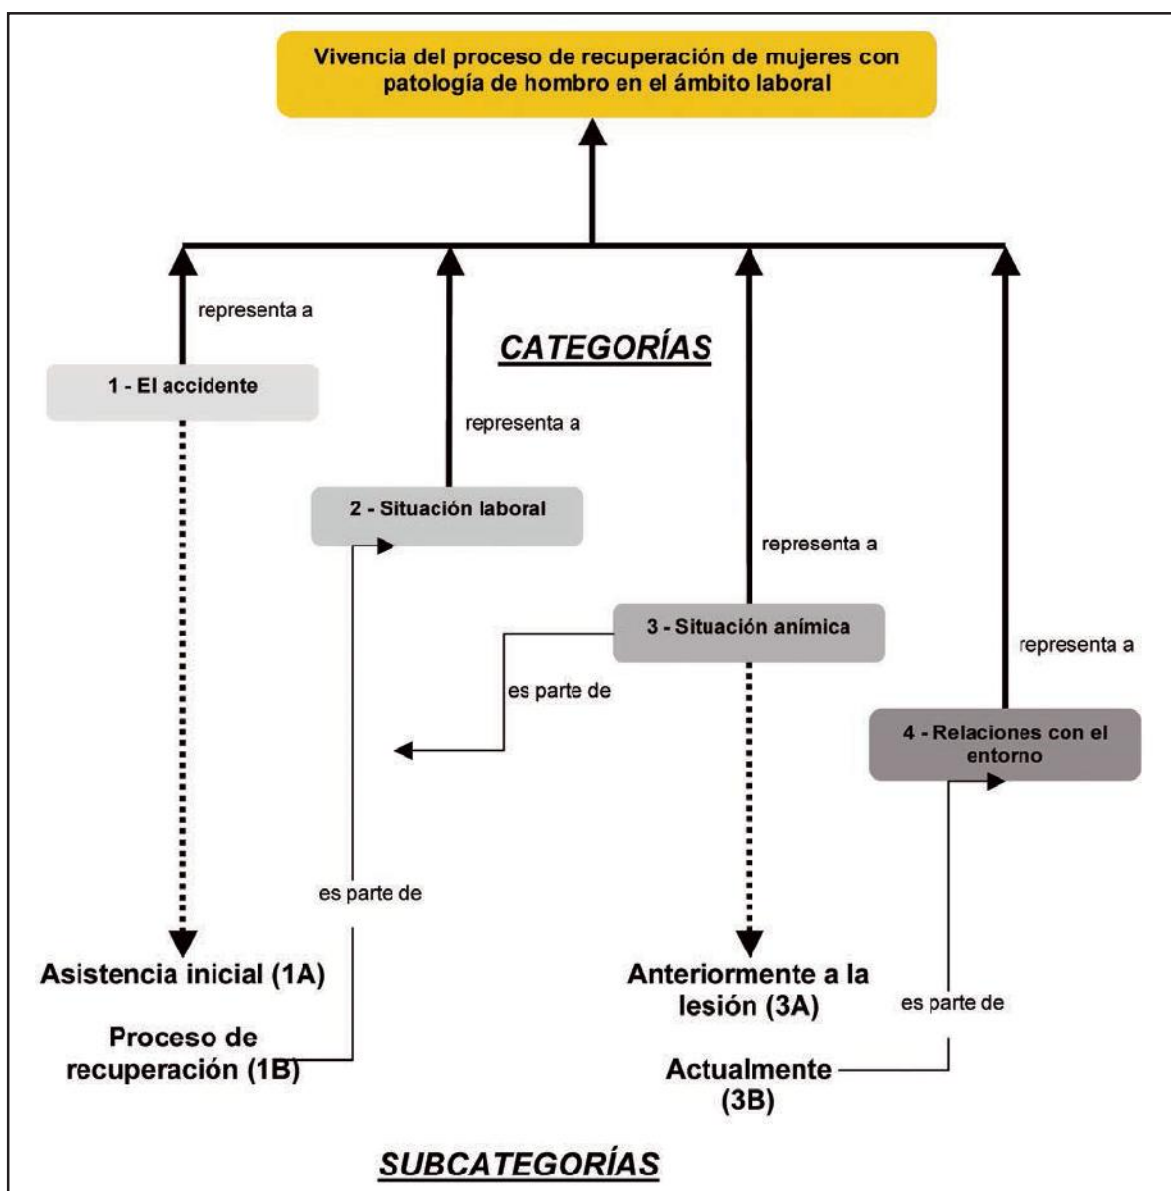 Vivencia del proceso de recuperación de mujeres con
patología de hombro en el ámbito laboral
representa a
CATEGORÍAS
1 - El accidente
representa a
2 - Situación laboral
representa a
3 - Situación anímica
representa a
es parte de
4 - Relaciones con el
entorno
es parte de
Asistencia inicial (1A)
Anteriormente a la
lesión (3A)
es parte de
Proceso de
recuperación (1B)
Actualmente
(3B)
SUBCATEGORÍAS